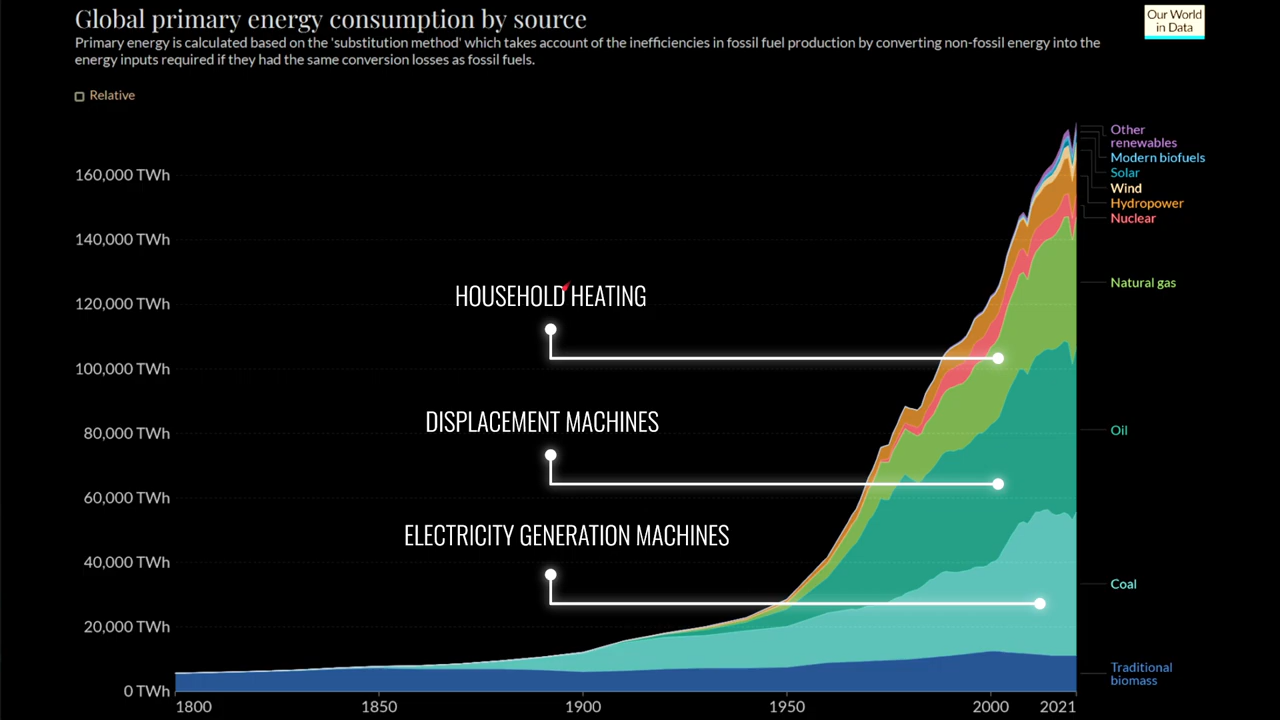 Global primary energy consumption by source
Our World
in Data
Primary energy is calculated based on the 'substitution method' which takes account of the inefficiencies in fossil fuel production by converting non-fossil energy into the
energy inputs required if they had the same conversion losses as fossil fuels.
Relative
Other
renewables
Modern biofuels
Solar
Wind
Hydropower
Nuclear
Natural gas
Oil
Coal
Traditional
biomass
160,000 TWh
140,000 TWh
120,000 TWh
100,000 TWh
80,000 TWh
60,000 TWh
40,000 TWh
20,000 TWh
0 TWh
HOUSEHOLD HEATING
DISPLACEMENT MACHINES
ELECTRICITY GENERATION MACHINES
1800
1850
1900
1950
2000
2021